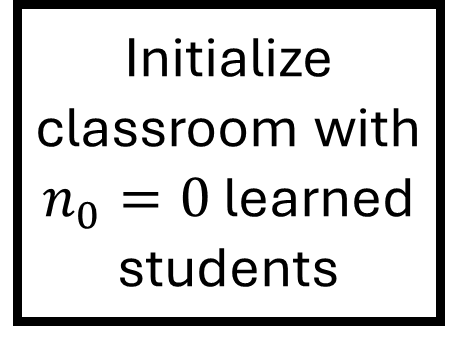 Initialize
classroom with
𝑛₀ = 0 learned
students